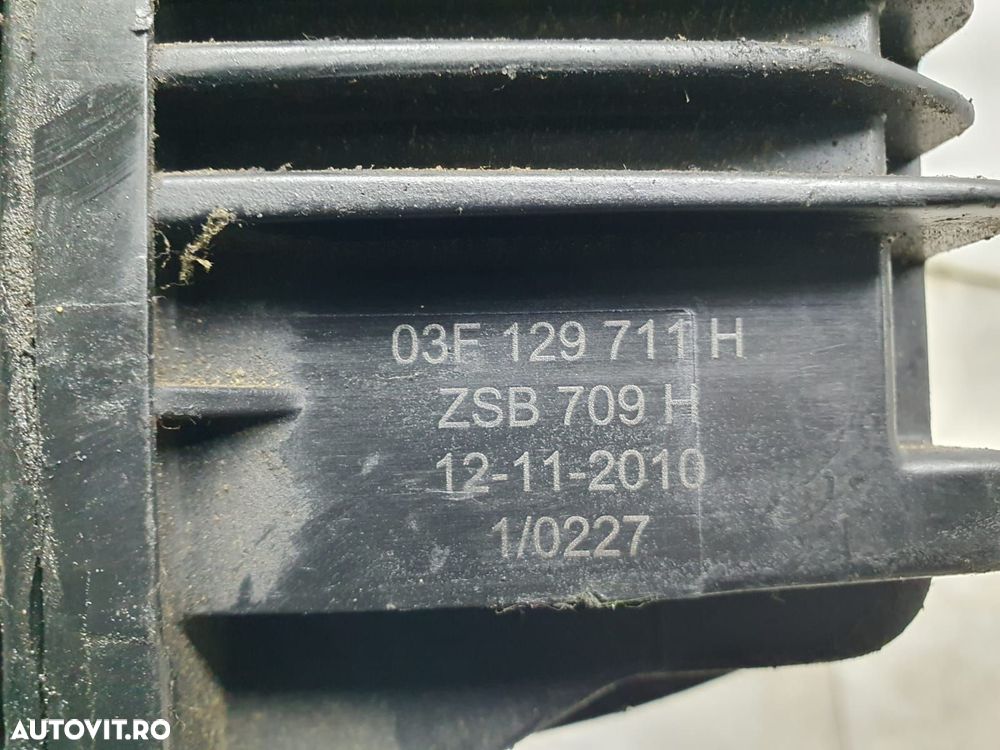 03F 129 711 H
ZSB 709 H
12-11-2010
1/0227
AUTOVIT.RO